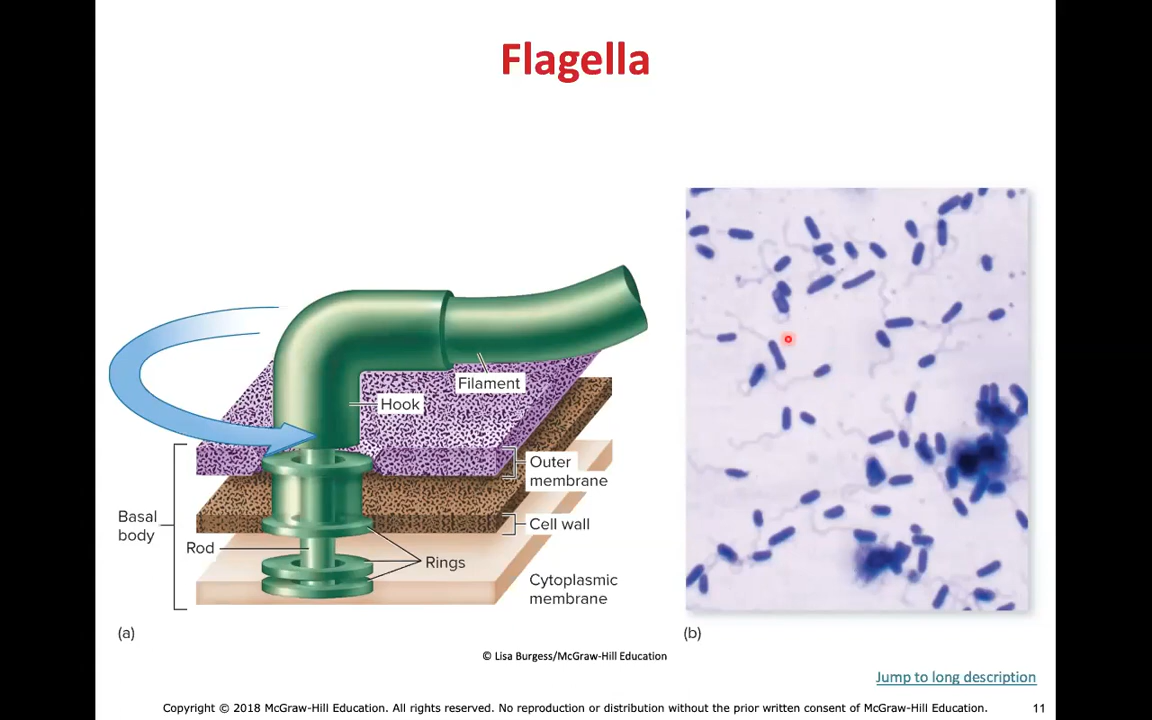 Flagella
Filament
Hook
Outer
membrane
Basal
body
Cell wall
Rod
Rings
Cytoplasmic
membrane
(a)
(b)
© Lisa Burgess/McGraw-Hill Education
Jump to long description
Copyright © 2018 McGraw-Hill Education. All rights reserved. No reproduction or distribution without the prior written consent of McGraw-Hill Education.
11